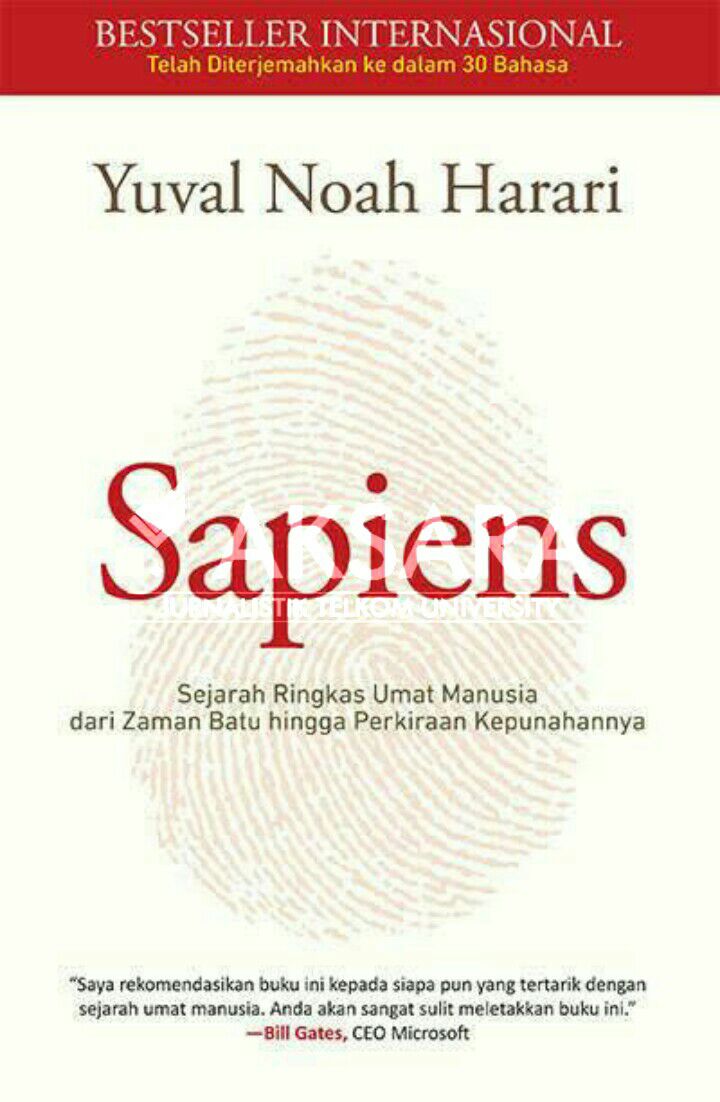 BESTSELLER INTERNASIONAL
Telah Diterjemahkan ke dalam 30 Bahasa
Yuval Noah Harari
Sapiens
AKSARA
JURNALISTIK TELKOM UNIVERSITY
Sejarah Ringkas Umat Manusia
dari Zaman Batu hingga Perkiraan Kepunahannya
“Saya rekomendasikan buku ini kepada siapa pun yang tertarik dengan
sejarah umat manusia. Anda akan sangat sulit meletakkan buku ini.”
—Bill Gates, CEO Microsoft